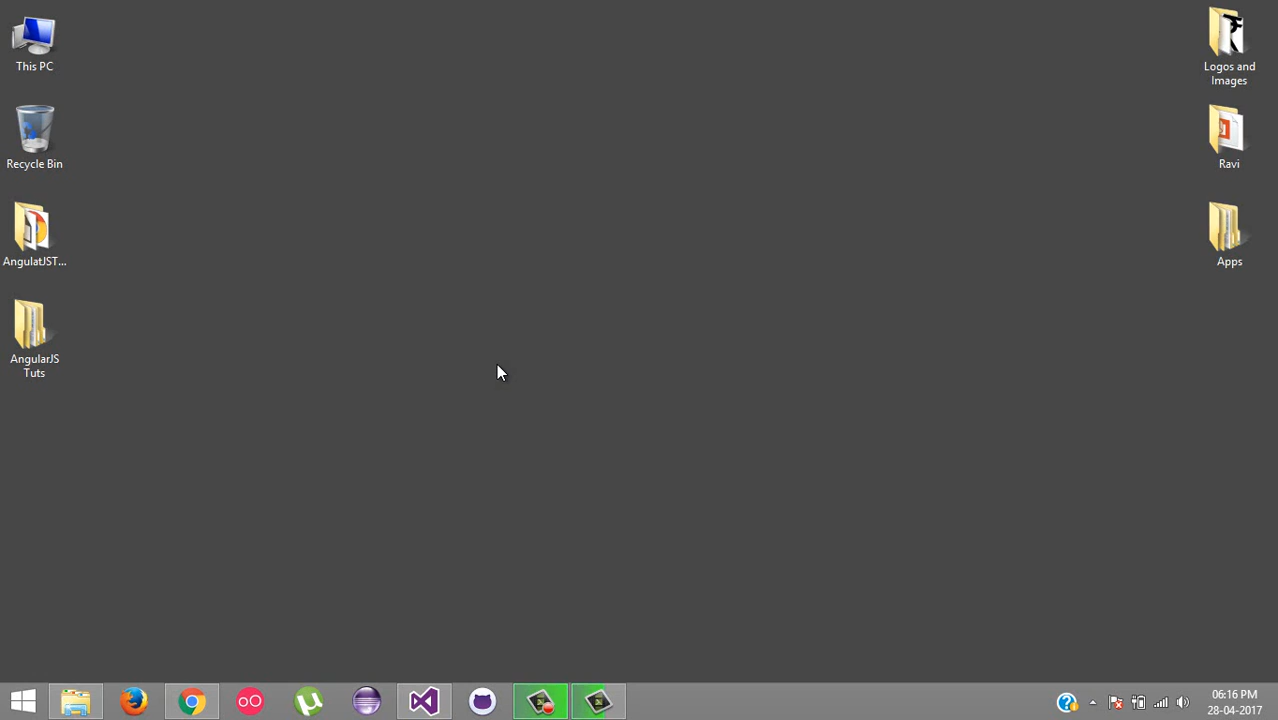 This PC
Recycle Bin
AngulatJST...
AngularJS
Tuts
Logos and
Images
Ravi
Apps
06:16 PM
28-04-2017